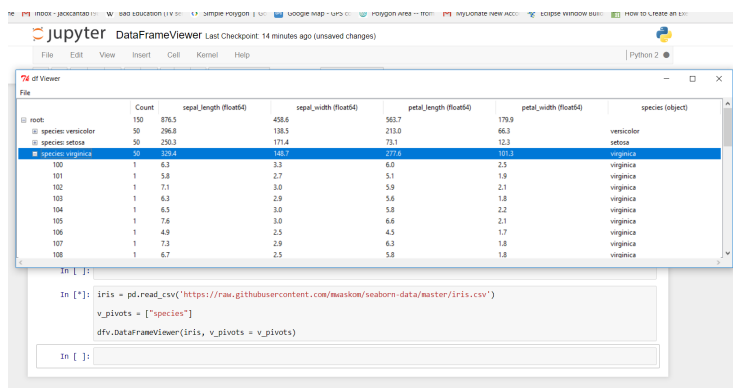 Inbox - jackcantab
W Bad Education (TV se
Simple Polygon | Go
Google Map - GPS
Polygon Area -- from
MyDonate New Acco
Eclipse Window Build
How to Create an Ex
jupyter DataFrameViewer Last Checkpoint: 14 minutes ago (unsaved changes)
File Edit View Insert Cell Kernel Help Python 2
df Viewer
File
Count sepal_length (float64) sepal_width (float64) petal_length (float64) petal_width (float64) species (object)
root: 150 876.5 458.6 563.7 179.9
species: versicolor 50 296.8 138.5 213.0 66.3 versicolor
species: setosa 50 250.3 171.4 73.1 12.3 setosa
species: virginica 50 329.4 148.7 277.6 101.3 virginica
100 1 6.3 3.3 6.0 2.5 virginica
101 1 5.8 2.7 5.1 1.9 virginica
102 1 7.1 3.0 5.9 2.1 virginica
103 1 6.3 2.9 5.6 1.8 virginica
104 1 6.5 3.0 5.8 2.2 virginica
105 1 7.6 3.0 6.6 2.1 virginica
106 1 4.9 2.5 4.5 1.7 virginica
107 1 7.3 2.9 6.3 1.8 virginica
108 1 6.7 2.5 5.8 1.8 virginica
In [ ]:
In [*]: iris = pd.read_csv('https://raw.githubusercontent.com/mwaskom/seaborn-data/master/iris.csv')
v_pivots = ["species"]
dfv.DataFrameViewer(iris, v_pivots = v_pivots)
In [ ]: